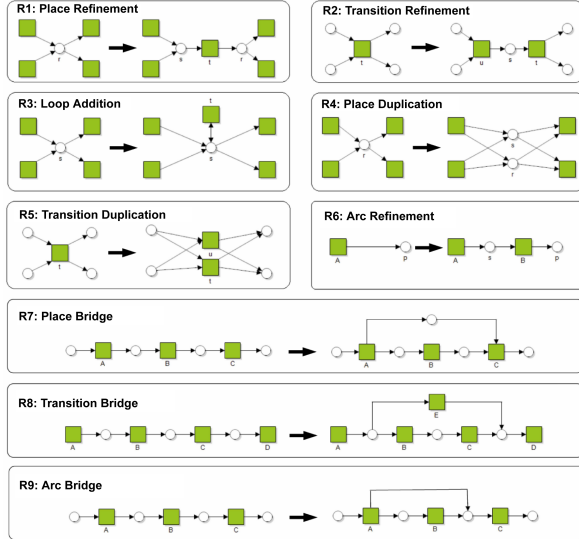 R1: Place Refinement
r
s
t
r
R2: Transition Refinement
t
u
s
t
R3: Loop Addition
s
t
s
R4: Place Duplication
r
s
r
R5: Transition Duplication
t
u
t
R6: Arc Refinement
A
p
A
s
B
p
R7: Place Bridge
A B C
A B C
R8: Transition Bridge
E
A B C D
A B C D
R9: Arc Bridge
A B C
A B C